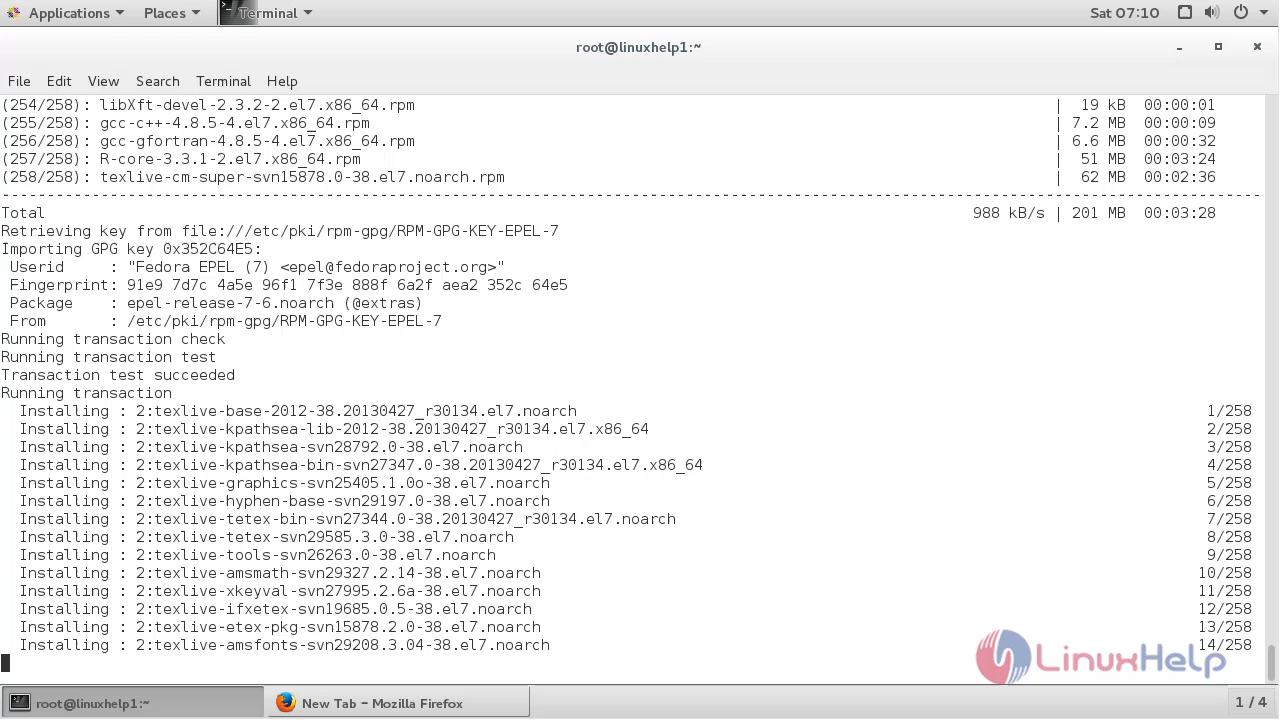 Applications Places Terminal Sat 07:10
root@linuxhelp1:~
File Edit View Search Terminal Help
(254/258): libXft-devel-2.3.2-2.el7.x86_64.rpm | 19 kB 00:00:01
(255/258): gcc-c++-4.8.5-4.el7.x86_64.rpm | 7.2 MB 00:00:09
(256/258): gcc-gfortran-4.8.5-4.el7.x86_64.rpm | 6.6 MB 00:00:32
(257/258): R-core-3.3.1-2.el7.x86_64.rpm | 51 MB 00:03:24
(258/258): texlive-cm-super-svn15878.0-38.el7.noarch.rpm | 62 MB 00:02:36
--------------------------------------------------------------------------------------------------------------------------------------------
Total 988 kB/s | 201 MB 00:03:28
Retrieving key from file:///etc/pki/rpm-gpg/RPM-GPG-KEY-EPEL-7
Importing GPG key 0x352C64E5:
Userid : "Fedora EPEL (7) <epel@fedoraproject.org>"
Fingerprint: 91e9 7d7c 4a5e 96f1 7f3e 888f 6a2f aea2 352c 64e5
Package : epel-release-7-6.noarch (@extras)
From : /etc/pki/rpm-gpg/RPM-GPG-KEY-EPEL-7
Running transaction check
Running transaction test
Transaction test succeeded
Running transaction
Installing : 2:texlive-base-2012-38.20130427_r30134.el7.noarch 1/258
Installing : 2:texlive-kpathsea-lib-2012-38.20130427_r30134.el7.x86_64 2/258
Installing : 2:texlive-kpathsea-svn28792.0-38.el7.noarch 3/258
Installing : 2:texlive-kpathsea-bin-svn27347.0-38.20130427_r30134.el7.x86_64 4/258
Installing : 2:texlive-graphics-svn25405.1.0o-38.el7.noarch 5/258
Installing : 2:texlive-hyphen-base-svn29197.0-38.el7.noarch 6/258
Installing : 2:texlive-tetex-bin-svn27344.0-38.20130427_r30134.el7.noarch 7/258
Installing : 2:texlive-tetex-svn29585.3.0-38.el7.noarch 8/258
Installing : 2:texlive-tools-svn26263.0-38.el7.noarch 9/258
Installing : 2:texlive-amsmath-svn29327.2.14-38.el7.noarch 10/258
Installing : 2:texlive-xkeyval-svn27995.2.6a-38.el7.noarch 11/258
Installing : 2:texlive-ifxetex-svn19685.0.5-38.el7.noarch 12/258
Installing : 2:texlive-etex-pkg-svn15878.2.0-38.el7.noarch 13/258
Installing : 2:texlive-amsfonts-svn29208.3.04-38.el7.noarch 14/258
LinuxHelp
root@linuxhelp1:~ New Tab - Mozilla Firefox 1 / 4